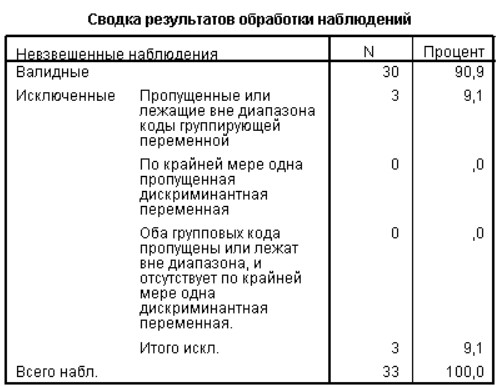 Сводка результатов обработки наблюдений
Невзвешенные наблюдения N Процент
Валидные 30 90,9
Исключенные Пропущенные или 3 9,1
лежащие вне диапазона
коды группирующей
переменной
По крайней мере одна 0 ,0
пропущенная
дискриминантная
переменная
Оба групповых кода 0 ,0
пропущены или лежат
вне диапазона, и
отсутствует по крайней
мере одна
дискриминантная
переменная.
Итого искл. 3 9,1
Всего набл. 33 100,0